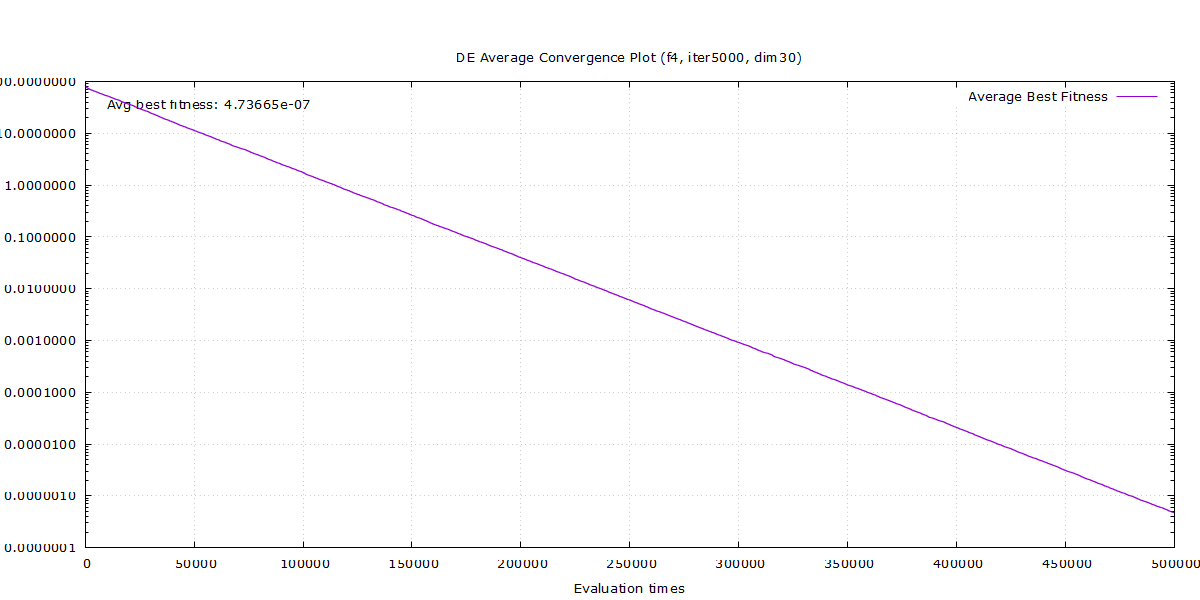 DE Average Convergence Plot (f4, iter5000, dim30)
00.0000000
Avg best fitness: 4.73665e-07
Average Best Fitness
10.0000000
1.0000000
0.1000000
0.0100000
0.0010000
0.0001000
0.0000100
0.0000010
0.0000001
0 50000 100000 150000 200000 250000 300000 350000 400000 450000 500000
Evaluation times